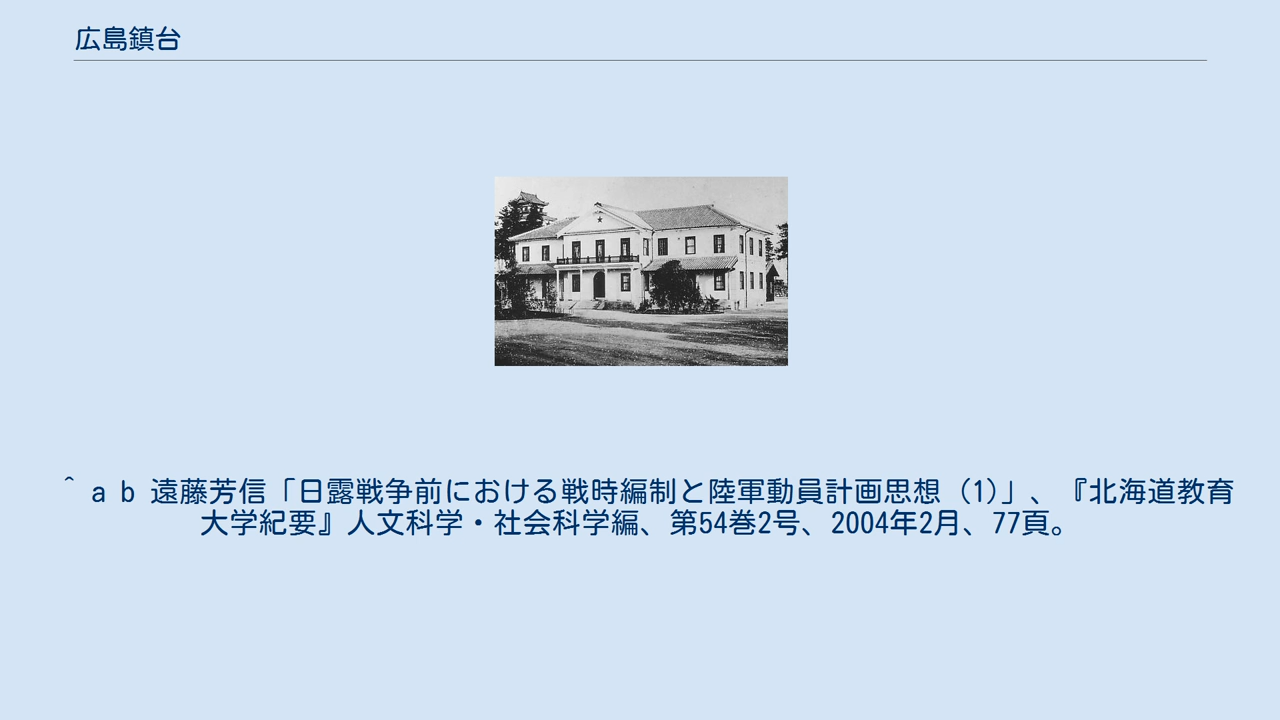 広島鎮台
^ a b 遠藤芳信「日露戦争前における戦時編制と陸軍動員計画思想（1)」、『北海道教育
大学紀要』人文科学・社会科学編、第54巻2号、2004年2月、77頁。